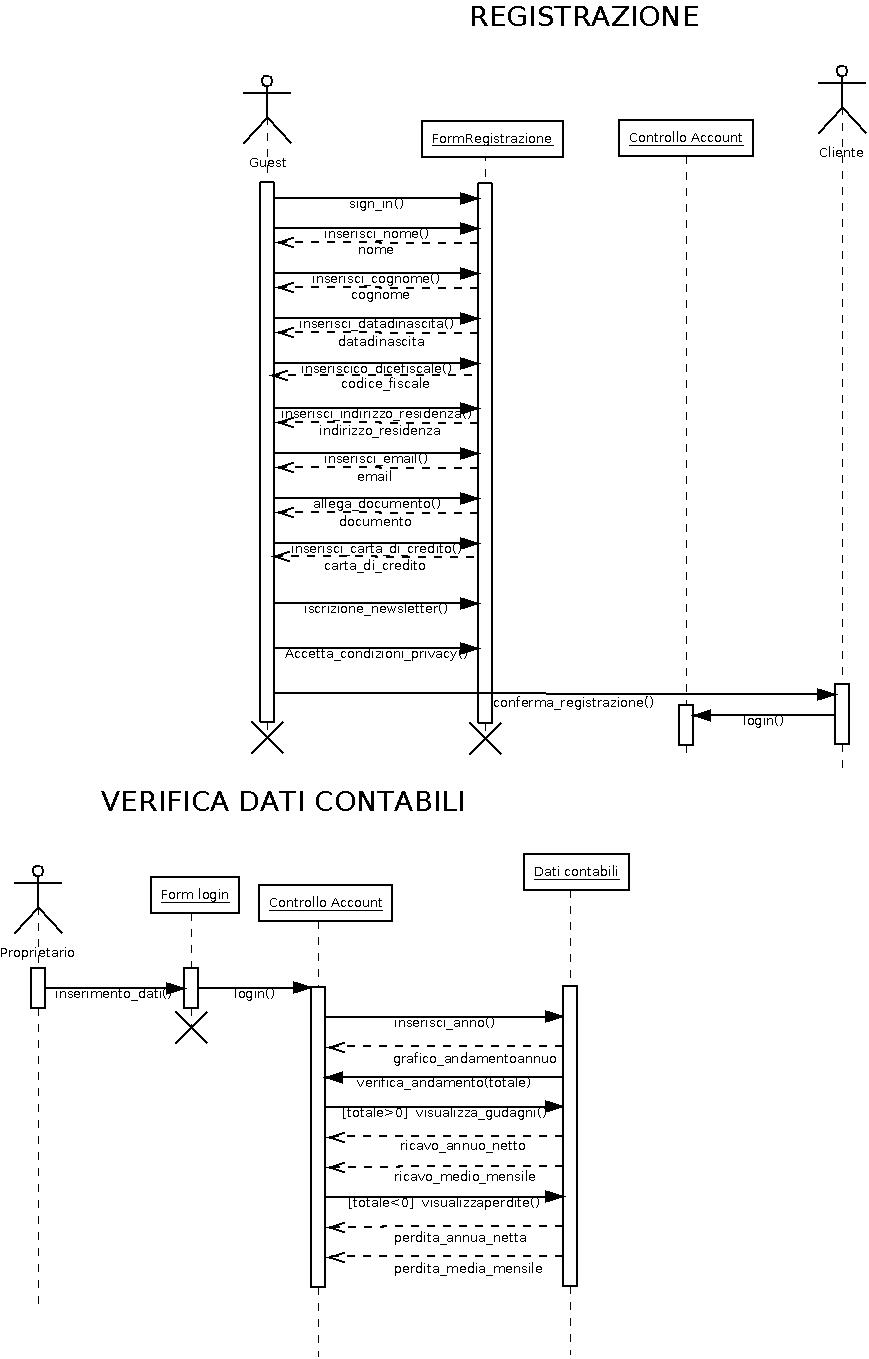 REGISTRAZIONE
Guest
FormRegistrazione
Controllo Account
Cliente
sign_in()
inserisci_nome()
nome
inserisci_cognome()
cognome
inserisci_datadinascita()
datadinascita
inseriscico_dicefiscale()
codice_fiscale
inserisci_indirizzo_residenza()
indirizzo_residenza
inserisci_email()
email
allega_documento()
documento
inserisci_carta_di_credito()
carta_di_credito
iscrizione_newsletter()
Accetta_condizioni_privacy()
conferma_registrazione()
login()
VERIFICA DATI CONTABILI
Proprietario
Form login
Controllo Account
Dati contabili
inserimento_dati()
login()
inserisci_anno()
grafico_andamentoannuo
verifica_andamento(totale)
[totale>0] visualizza_gudagni()
ricavo_annuo_netto
ricavo_medio_mensile
[totale<0] visualizzaperdite()
perdita_annua_netta
perdita_media_mensile